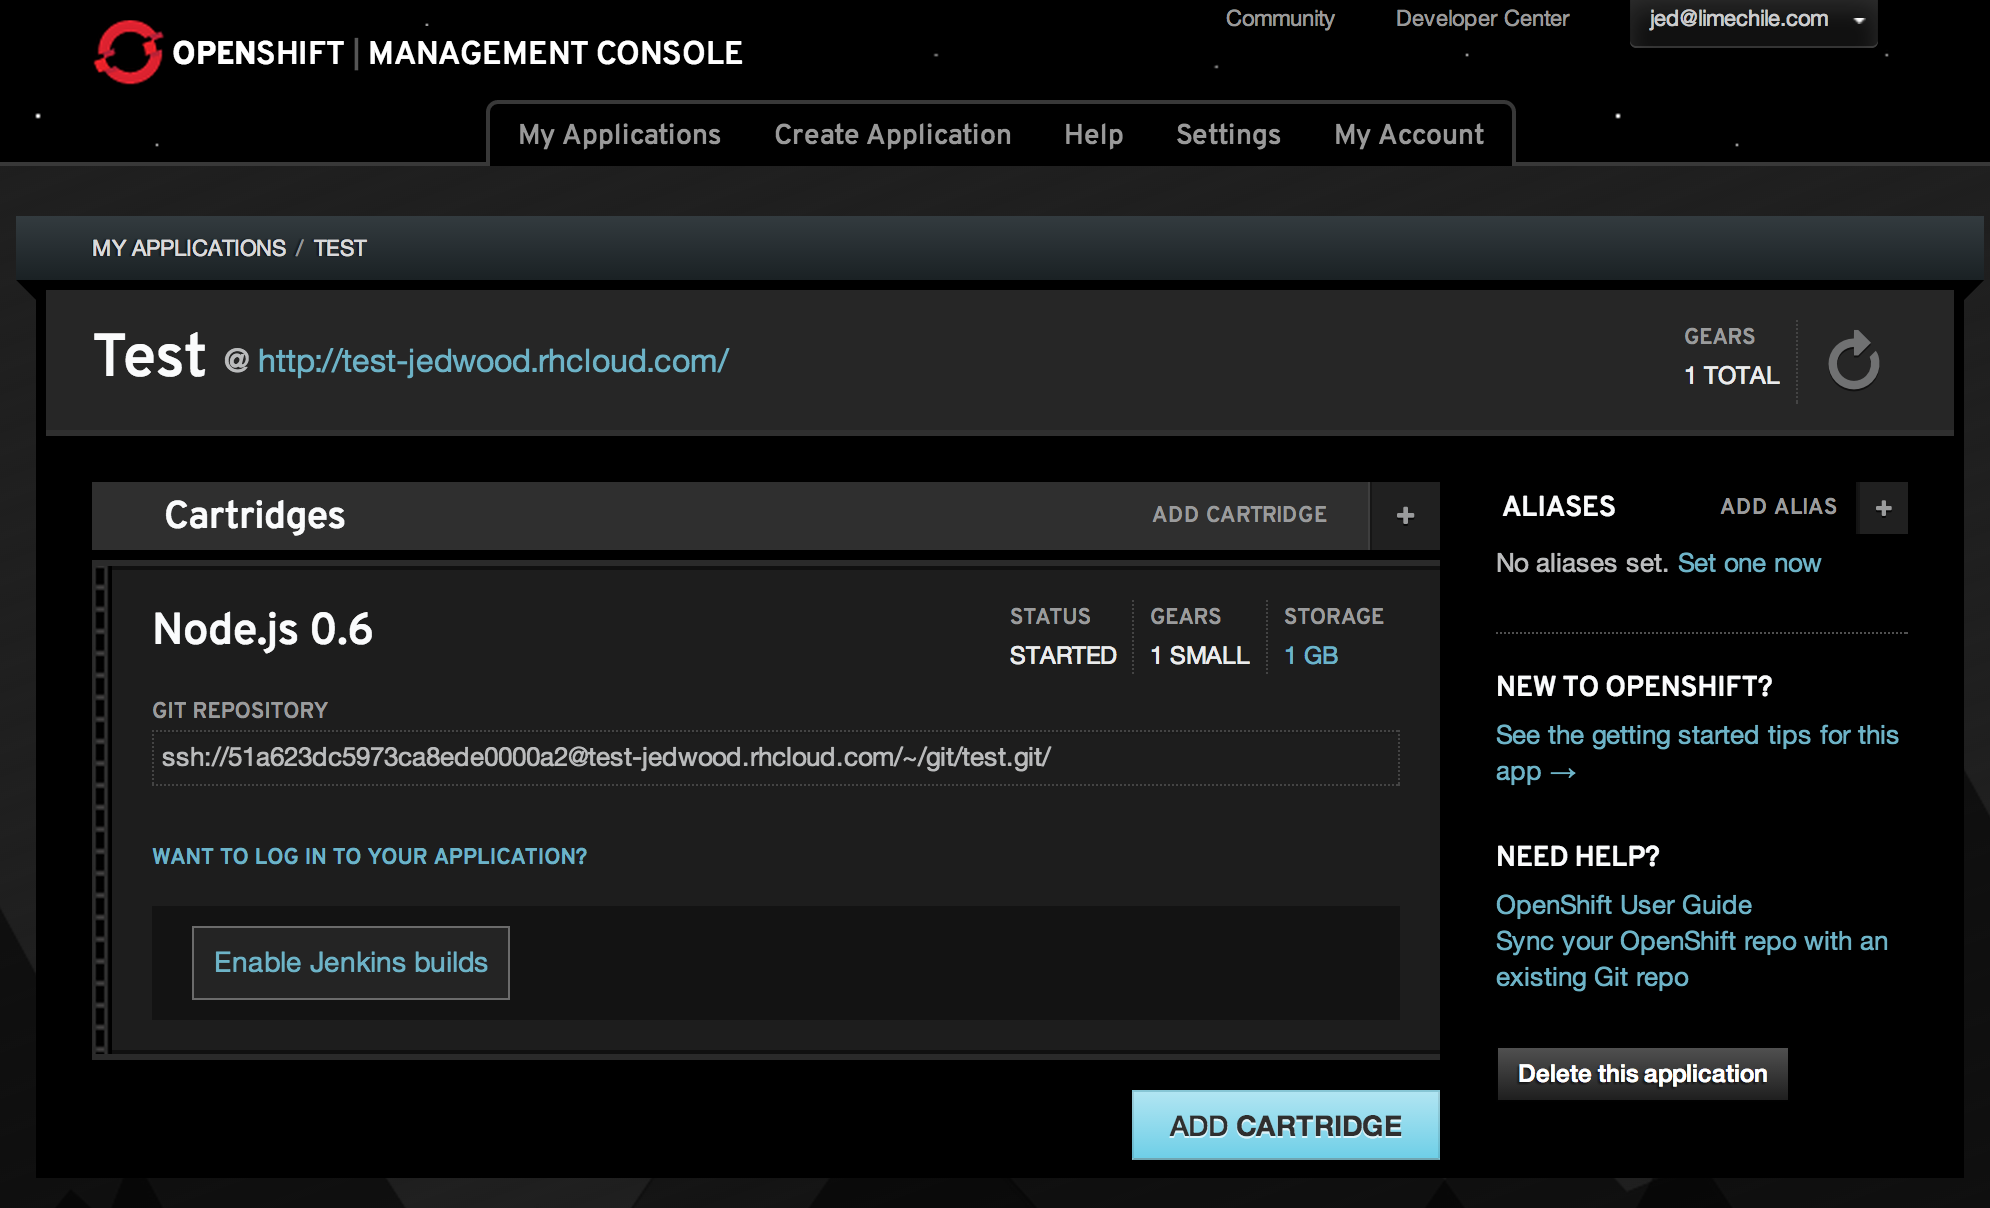 Community Developer Center jed@limechile.com
OPENSHIFT | MANAGEMENT CONSOLE
My Applications Create Application Help Settings My Account
MY APPLICATIONS / TEST
Test @ http://test-jedwood.rhcloud.com/
GEARS
1 TOTAL
Cartridges ADD CARTRIDGE +
Node.js 0.6
STATUS GEARS STORAGE
STARTED 1 SMALL 1 GB
GIT REPOSITORY
ssh://51a623dc5973ca8ede0000a2@test-jedwood.rhcloud.com/~/git/test.git/
WANT TO LOG IN TO YOUR APPLICATION?
Enable Jenkins builds
ADD CARTRIDGE
ALIASES ADD ALIAS +
No aliases set. Set one now
NEW TO OPENSHIFT?
See the getting started tips for this
app →
NEED HELP?
OpenShift User Guide
Sync your OpenShift repo with an
existing Git repo
Delete this application